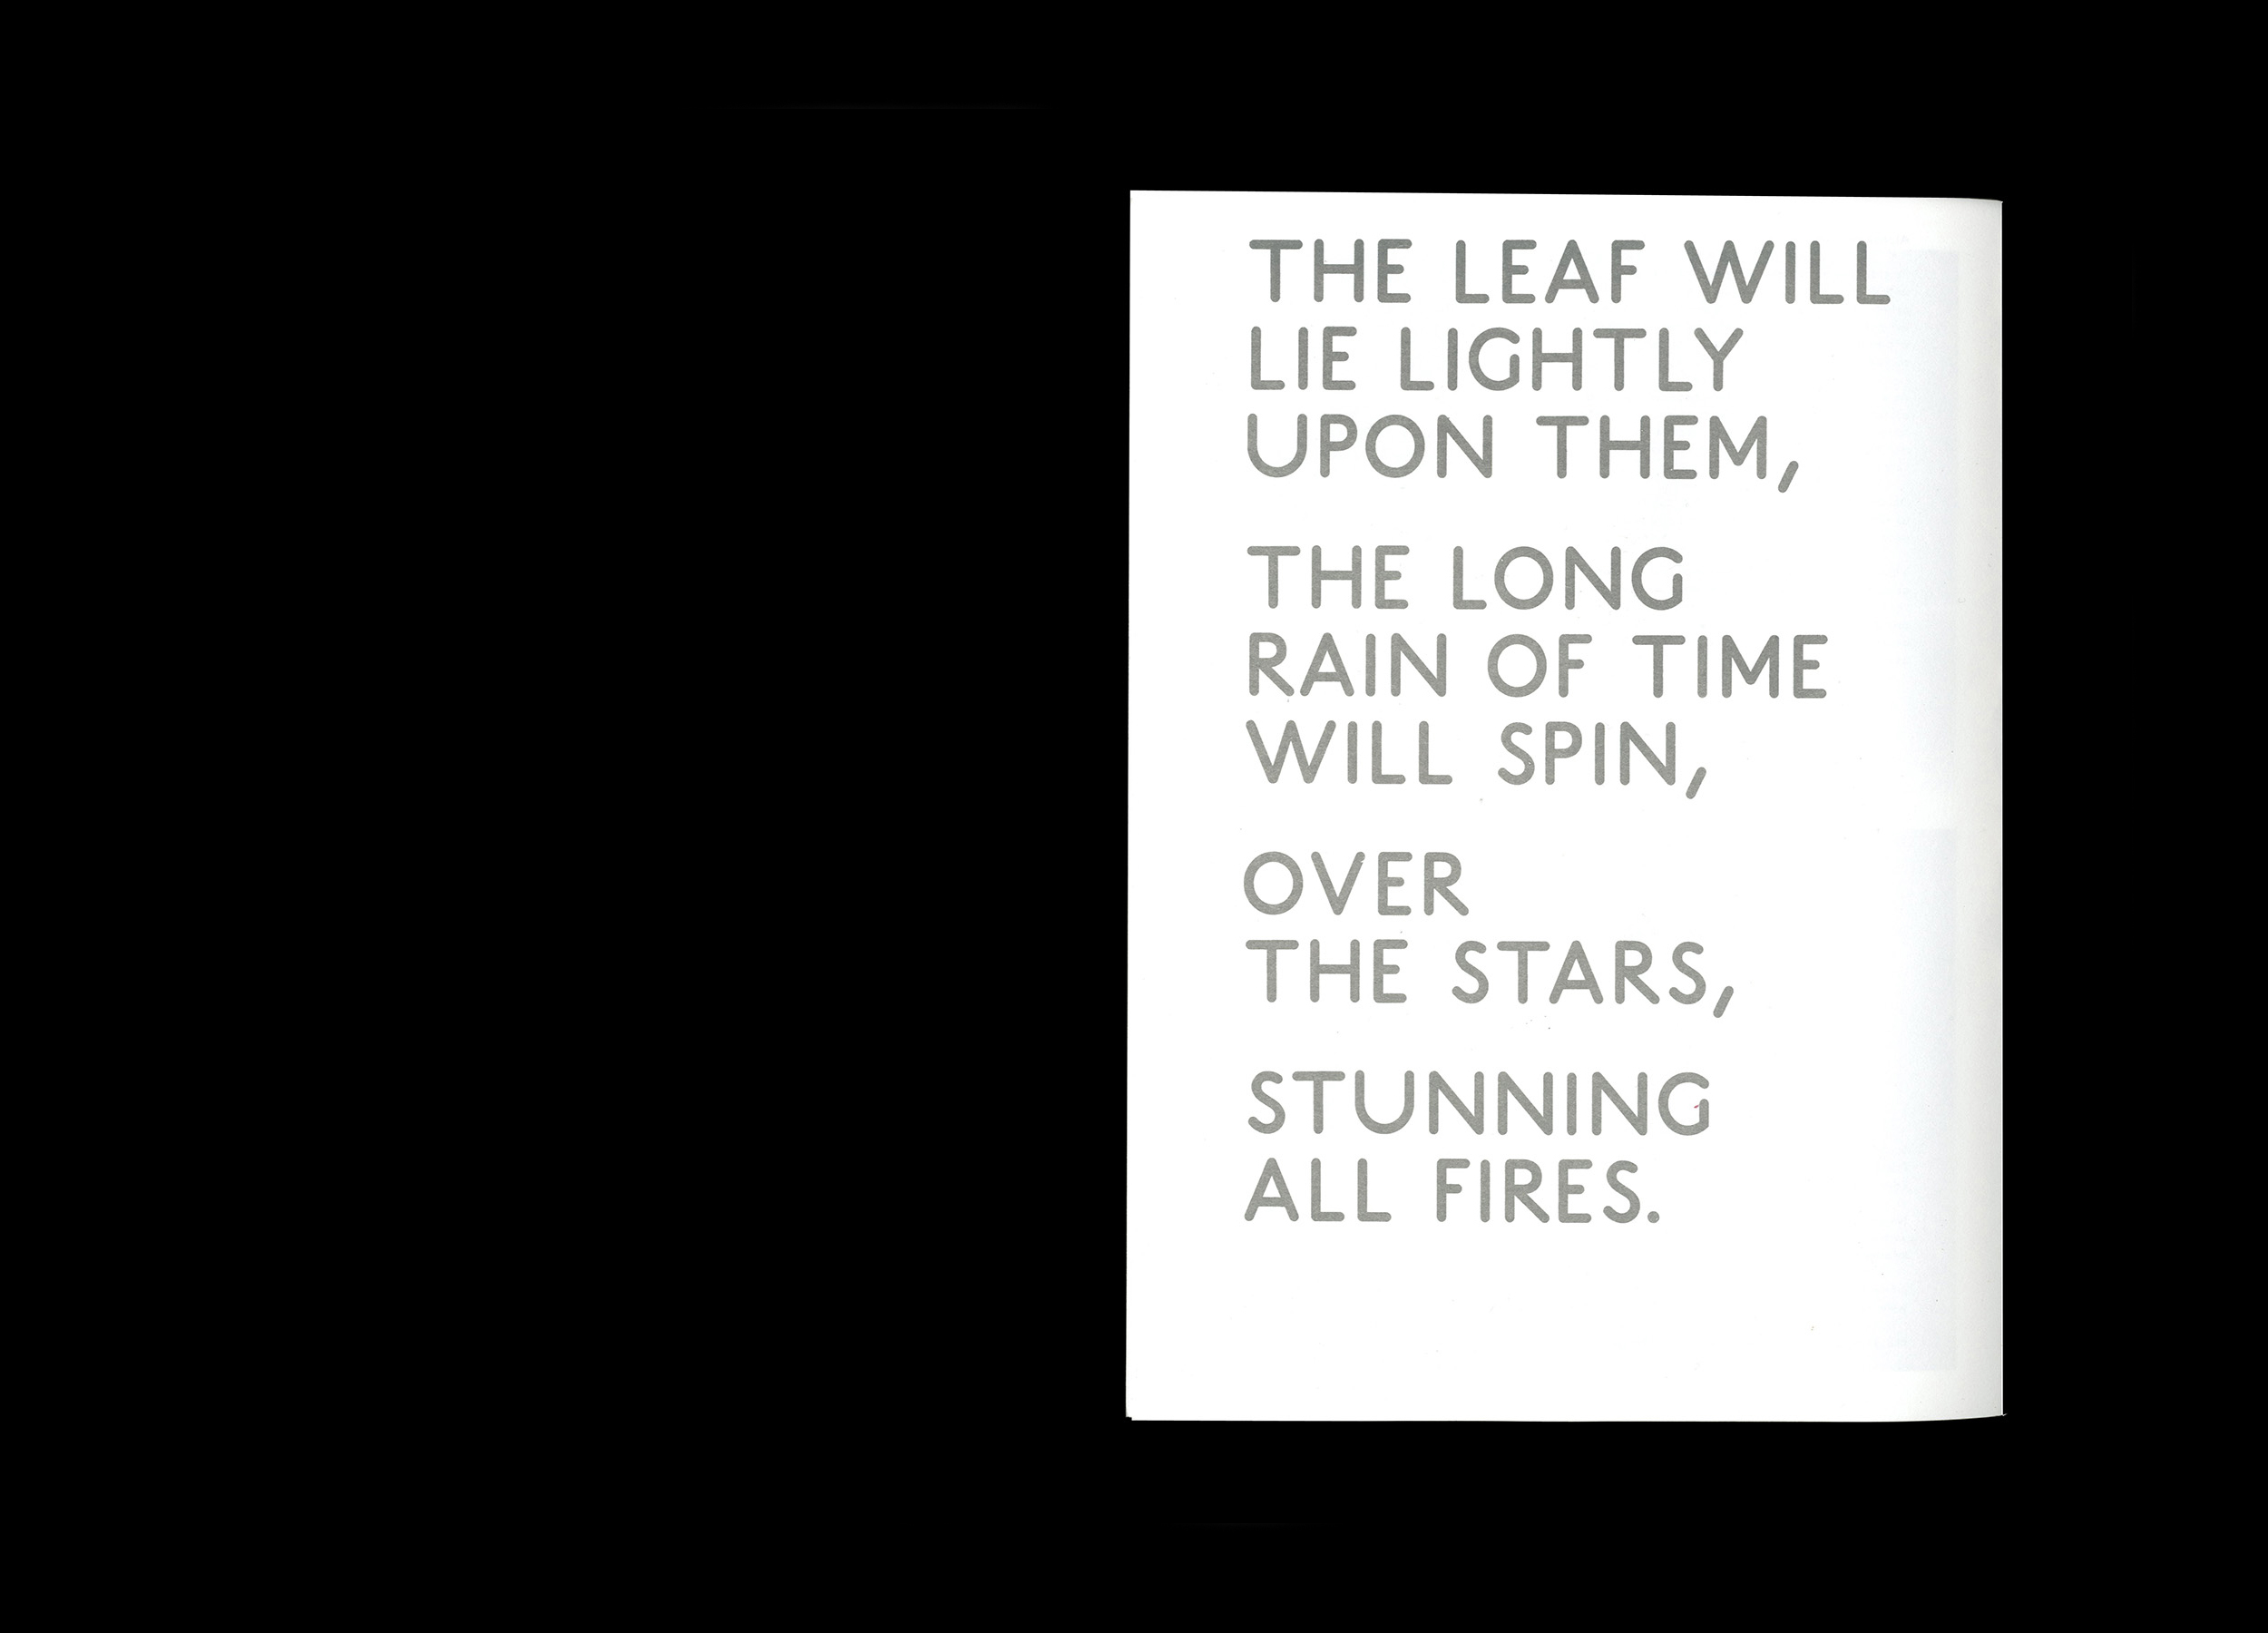 THE LEAF WILL
LIE LIGHTLY
UPON THEM,
THE LONG
RAIN OF TIME
WILL SPIN,
OVER
THE STARS,
STUNNING
ALL FIRES.